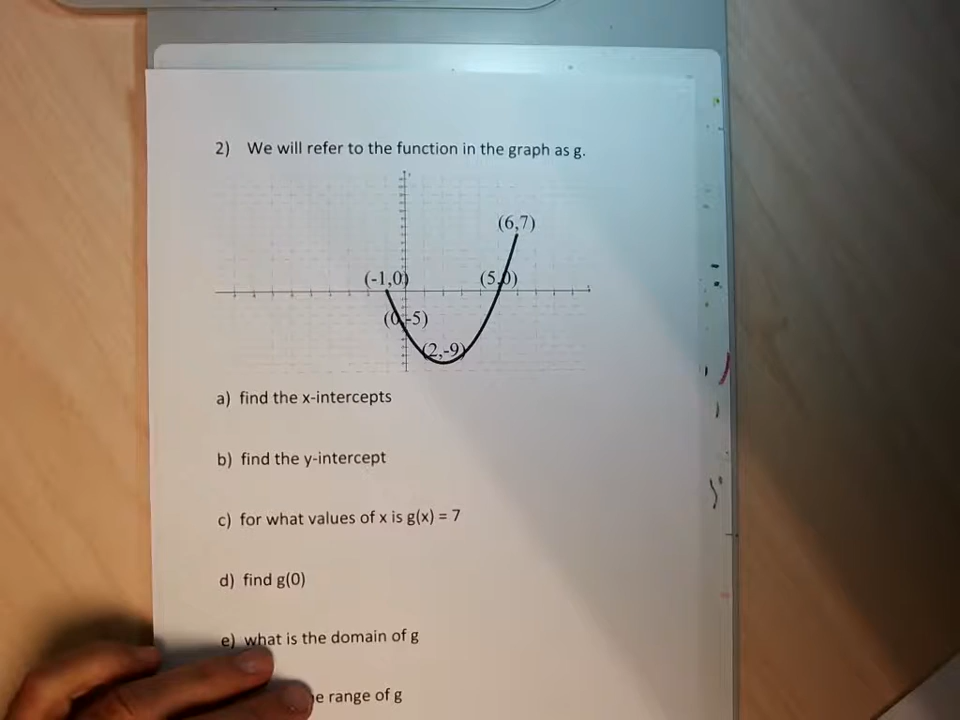 2) We will refer to the function in the graph as g.
(6,7)
(-1,0) (5,0)
(0,-5)
(2,-9)
a) find the x-intercepts
b) find the y-intercept
c) for what values of x is g(x) = 7
d) find g(0)
e) what is the domain of g
range of g